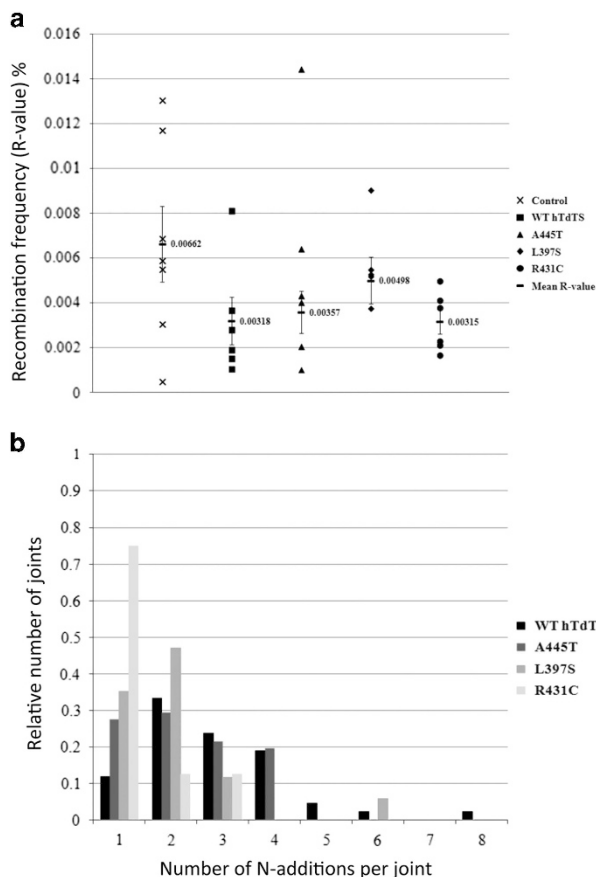 a
Recombination frequency (R-value) %
0.016
0.014
0.012
0.01
0.008
0.006
0.004
0.002
0
0.00662
0.00318
0.00357
0.00498
0.00315
Control
WT hTdTS
A445T
L397S
R431C
Mean R-value
b
Relative number of joints
1
0.9
0.8
0.7
0.6
0.5
0.4
0.3
0.2
0.1
0
1 2 3 4 5 6 7 8
Number of N-additions per joint
WT hTdT
A445T
L397S
R431C